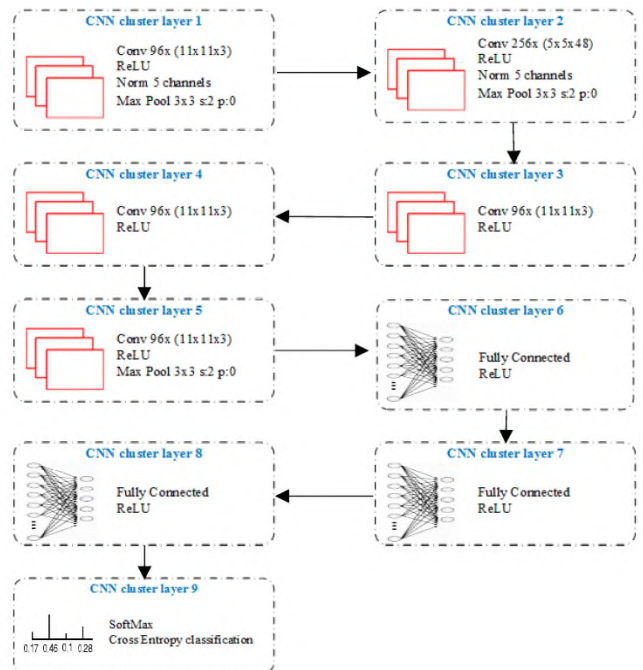 CNN cluster layer 1
Conv 96x (11x11x3)
ReLU
Norm 5 channels
Max Pool 3x3 s:2 p:0
CNN cluster layer 2
Conv 256x (5x5x48)
ReLU
Norm 5 channels
Max Pool 3x3 s:2 p:0
CNN cluster layer 3
Conv 96x (11x11x3)
ReLU
CNN cluster layer 4
Conv 96x (11x11x3)
ReLU
CNN cluster layer 5
Conv 96x (11x11x3)
ReLU
Max Pool 3x3 s:2 p:0
CNN cluster layer 6
Fully Connected
ReLU
CNN cluster layer 7
Fully Connected
ReLU
CNN cluster layer 8
Fully Connected
ReLU
CNN cluster layer 9
SoftMax
Cross Entropy classification
0.17 0.46 0.1 0.28